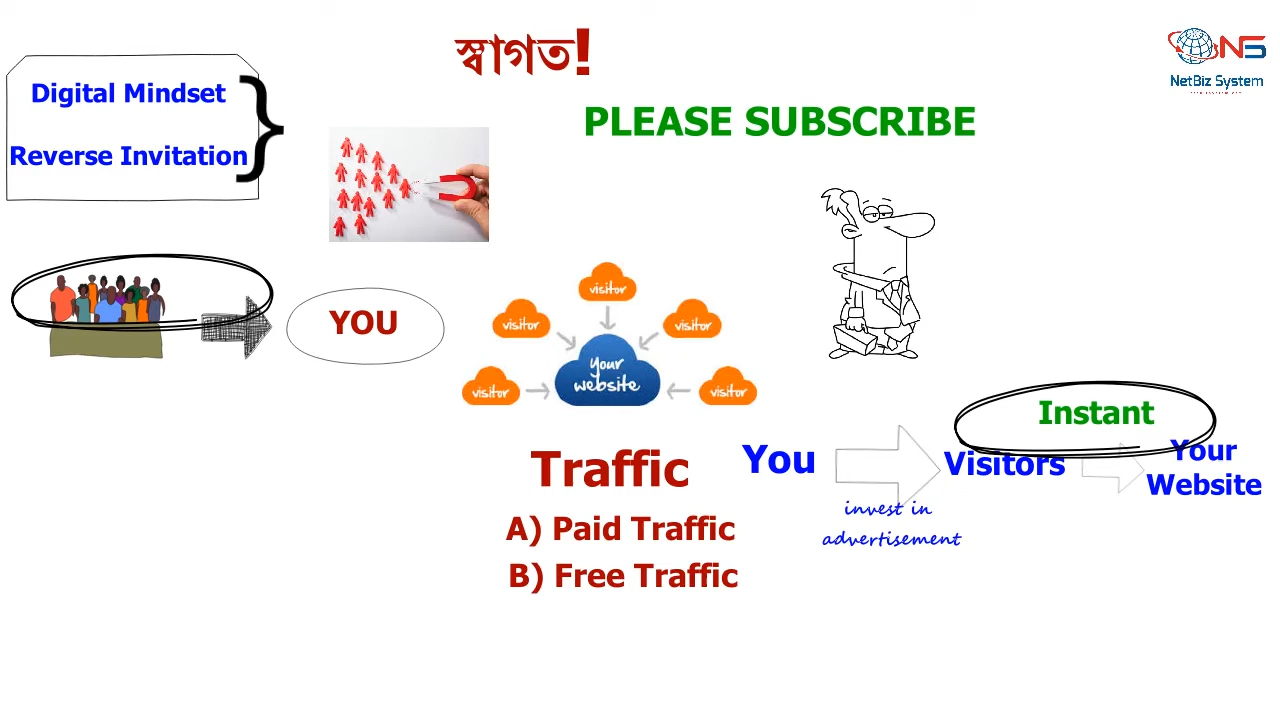 স্বাগত!
NS
NetBiz System
Digital Mindset
Reverse Invitation
PLEASE SUBSCRIBE
YOU
visitor
visitor
visitor
visitor
visitor
Your
website
Traffic
A) Paid Traffic
B) Free Traffic
You
invest in
advertisement
Instant
Visitors
Your
Website